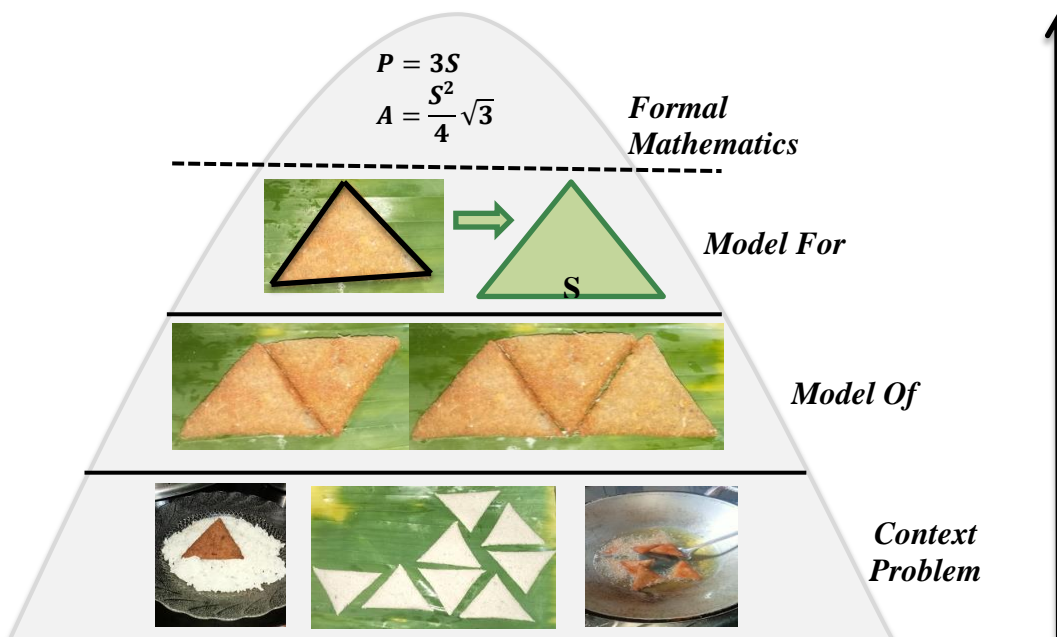 P = 3S
A = S²/4 √3
Formal
Mathematics
Model For
S
Model Of
Context
Problem